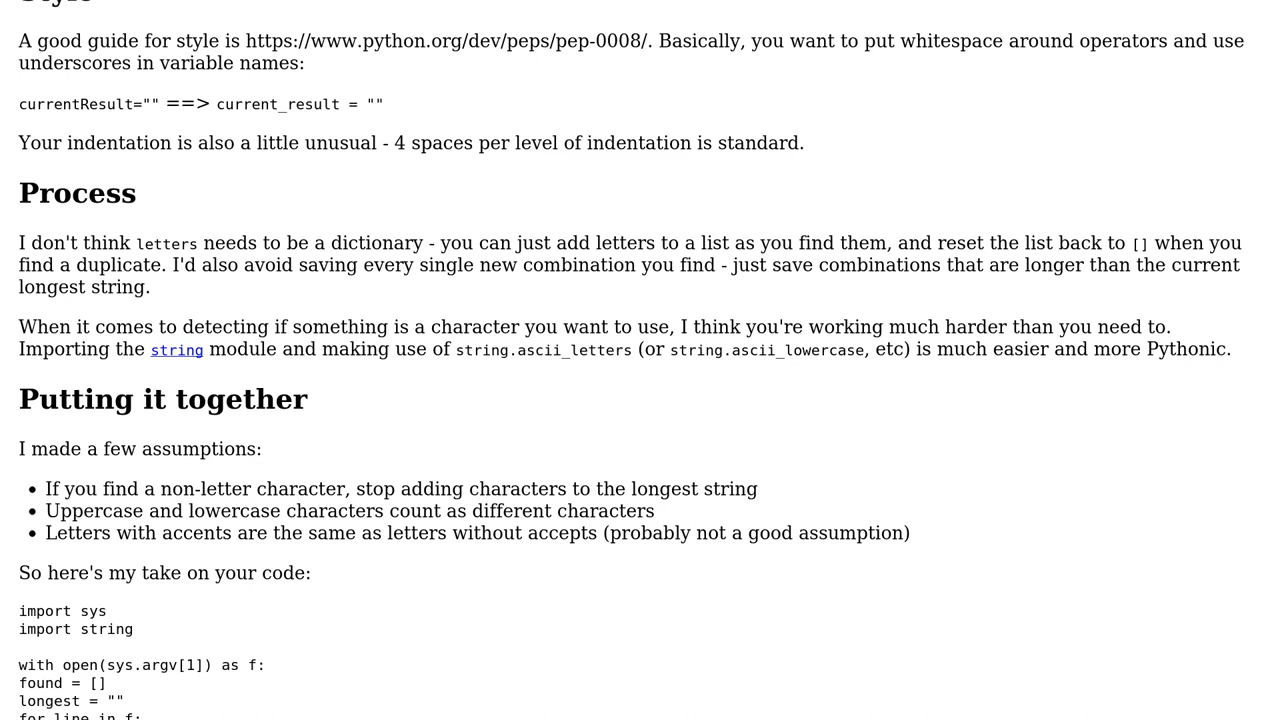 Style
A good guide for style is https://www.python.org/dev/peps/pep-0008/. Basically, you want to put whitespace around operators and use
underscores in variable names:
currentResult="" ==> current_result = ""
Your indentation is also a little unusual - 4 spaces per level of indentation is standard.
Process
I don't think letters needs to be a dictionary - you can just add letters to a list as you find them, and reset the list back to [] when you
find a duplicate. I'd also avoid saving every single new combination you find - just save combinations that are longer than the current
longest string.
When it comes to detecting if something is a character you want to use, I think you're working much harder than you need to.
Importing the string module and making use of string.ascii_letters (or string.ascii_lowercase, etc) is much easier and more Pythonic.
Putting it together
I made a few assumptions:
• If you find a non-letter character, stop adding characters to the longest string
• Uppercase and lowercase characters count as different characters
• Letters with accents are the same as letters without accepts (probably not a good assumption)
So here's my take on your code:
import sys
import string
with open(sys.argv[1]) as f:
found = []
longest = ""
for line in f: